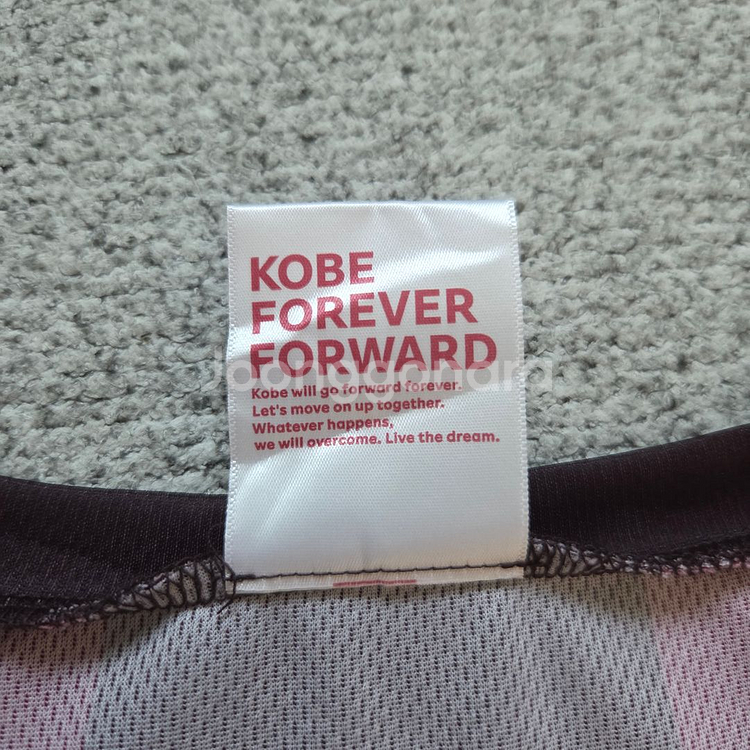 KOBE
FOREVER
FORWARD
joonggonara
Kobe will go forward forever.
Let's move on up together.
Whatever happens,
we will overcome. Live the dream.